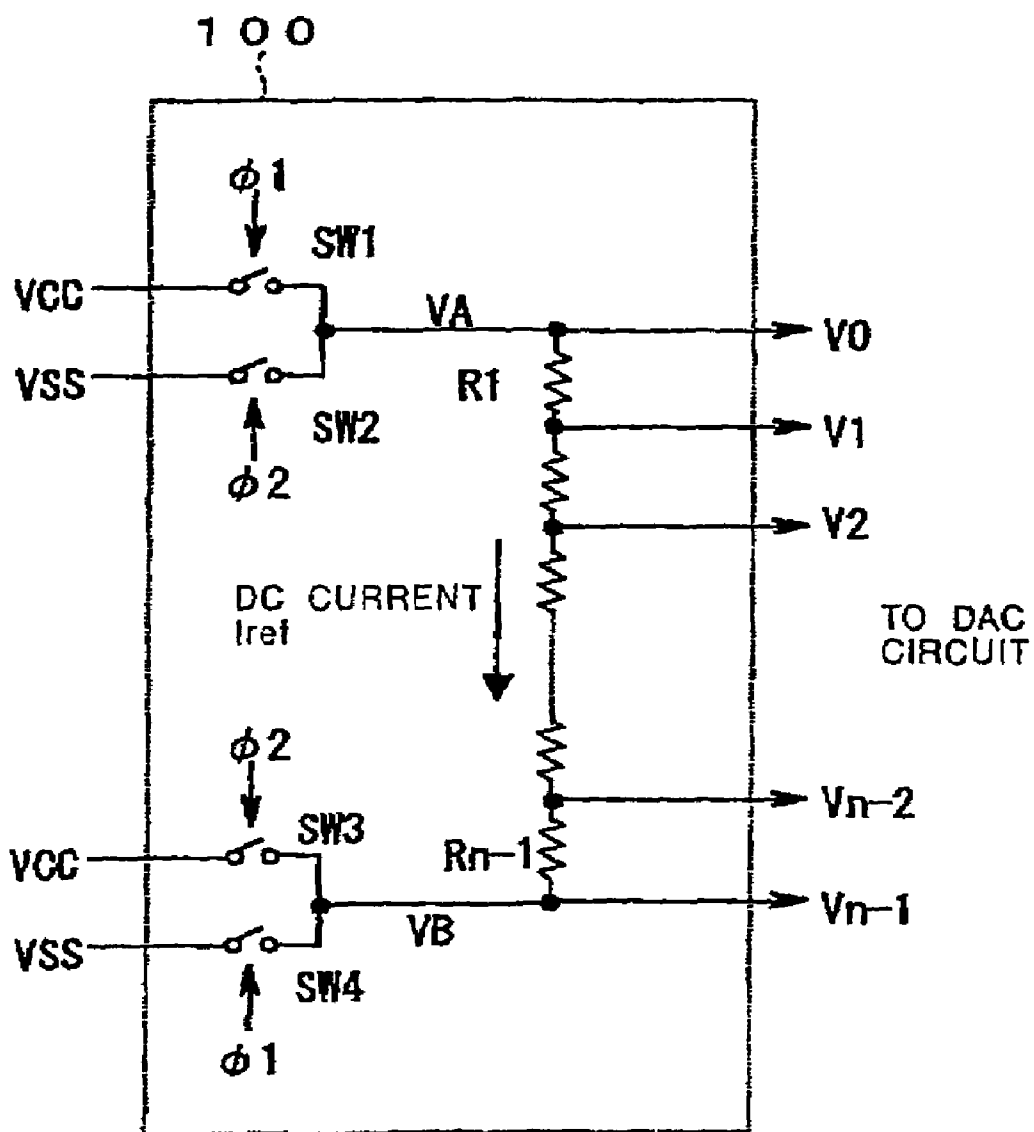 100
φ1
SW1
VCC
VA
V0
VSS
R1
SW2
V1
φ2
V2
DC CURRENT
Iref
TO DAC
CIRCUIT
φ2
SW3
Vn-2
VCC
Rn-1
VB
Vn-1
VSS
SW4
φ1